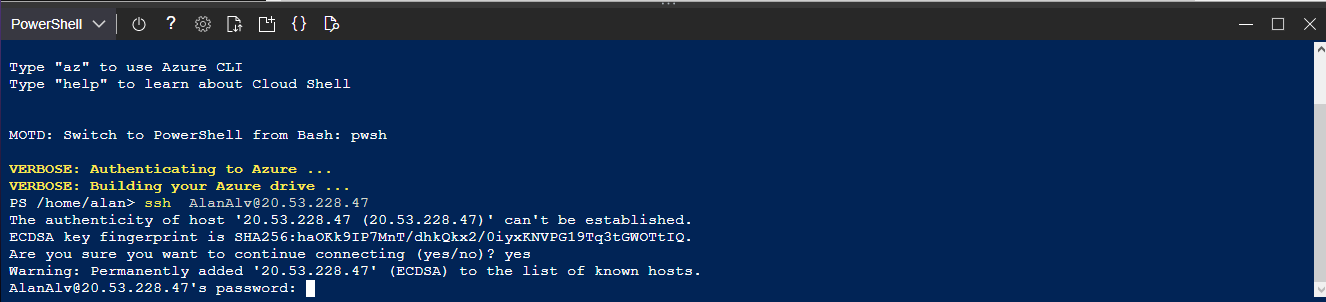 PowerShell
Type "az" to use Azure CLI
Type "help" to learn about Cloud Shell
MOTD: Switch to PowerShell from Bash: pwsh
VERBOSE: Authenticating to Azure ...
VERBOSE: Building your Azure drive ...
PS /home/alan> ssh  AlanAlv@20.53.228.47
The authenticity of host '20.53.228.47 (20.53.228.47)' can't be established.
ECDSA key fingerprint is SHA256:haOKk9IP7MnT/dhkQkx2/0iyxKNVPG19Tq3tGWOTtIQ.
Are you sure you want to continue connecting (yes/no)? yes
Warning: Permanently added '20.53.228.47' (ECDSA) to the list of known hosts.
AlanAlv@20.53.228.47's password: